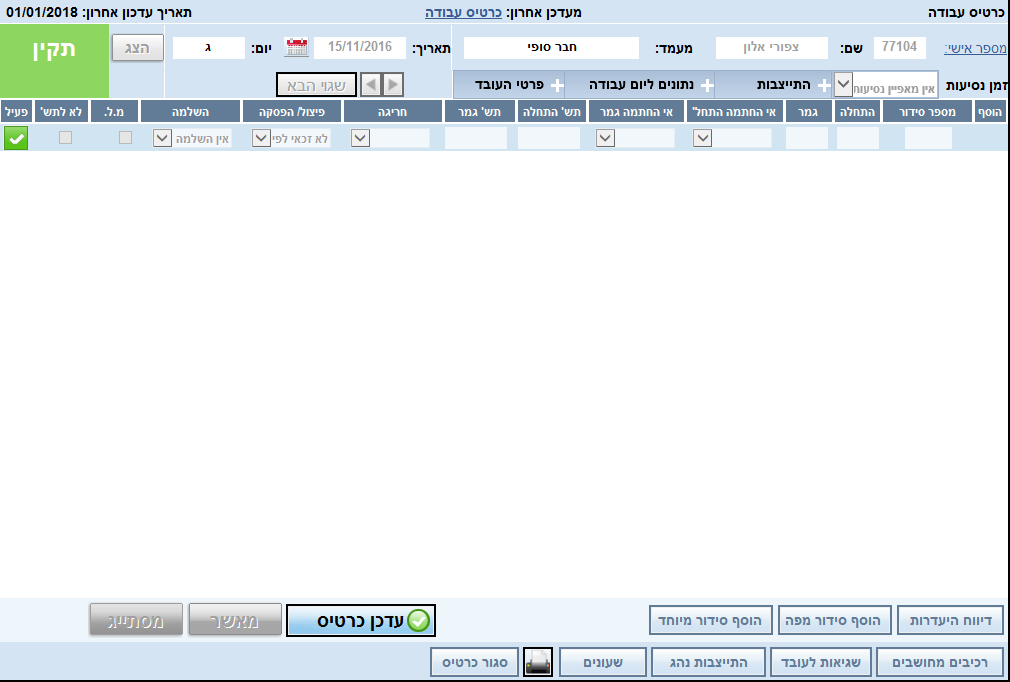 כרטיס עבודה מעדכן אחרון: כרטיס עבודה תאריך עדכון אחרון: 01/01/2018
מספר אישי: 77104 שם: צפורי אלון מעמד: חבר סופי תאריך: 15/11/2016 יום: ג הצג תקין
זמן נסיעות אין מאפיין נסיעות התייצבות נתונים ליום עבודה פרטי העובד שגוי הבא
הוסף מספר סידור התחלה גמר אי החתמה התחל' אי החתמה גמר תש' התחלה תש' גמר חריגה פיצול/ הפסקה השלמה מ.ל. לא לתש' פעיל
לא זכאי לפי אין השלמה
דיווח היעדרות הוסף סידור מפה הוסף סידור מיוחד עדכן כרטיס מאשר מסתייג
רכיבים מחושבים שגיאות לעובד התייצבות נהג שעונים סגור כרטיס